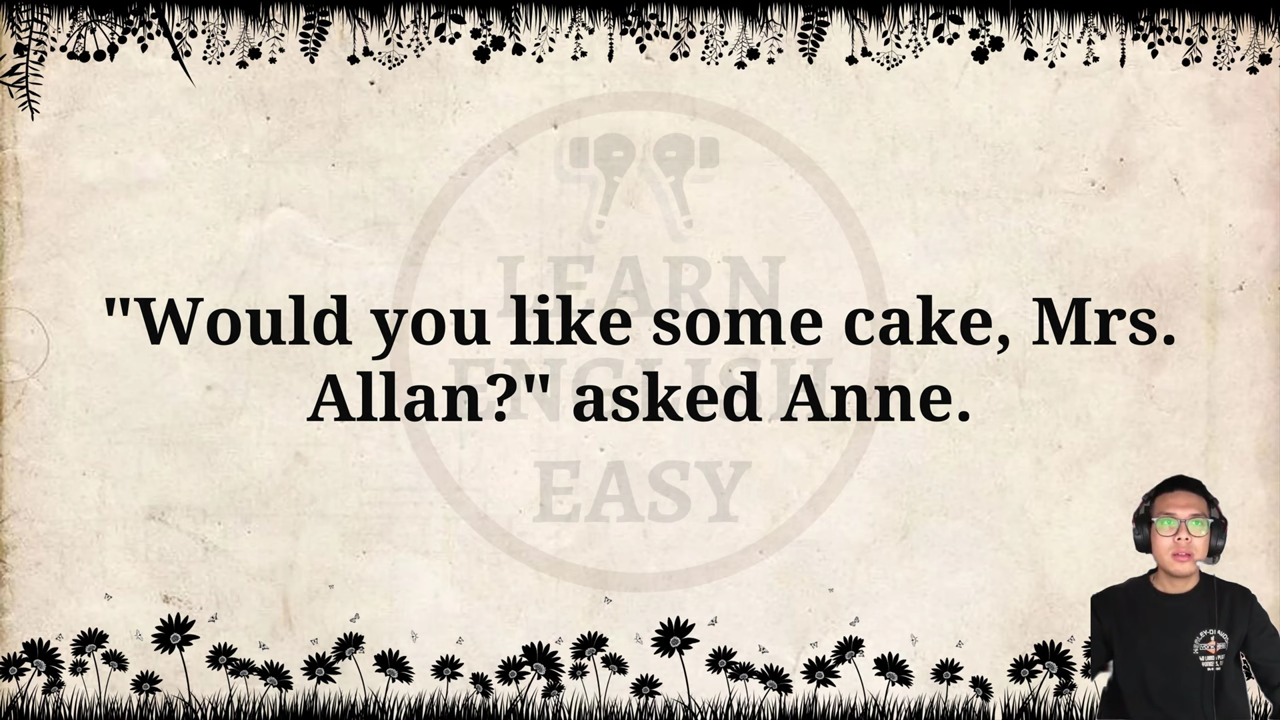 "Would you like some cake, Mrs.
Allan?" asked Anne.
LEARN
ENGLISH
EASY